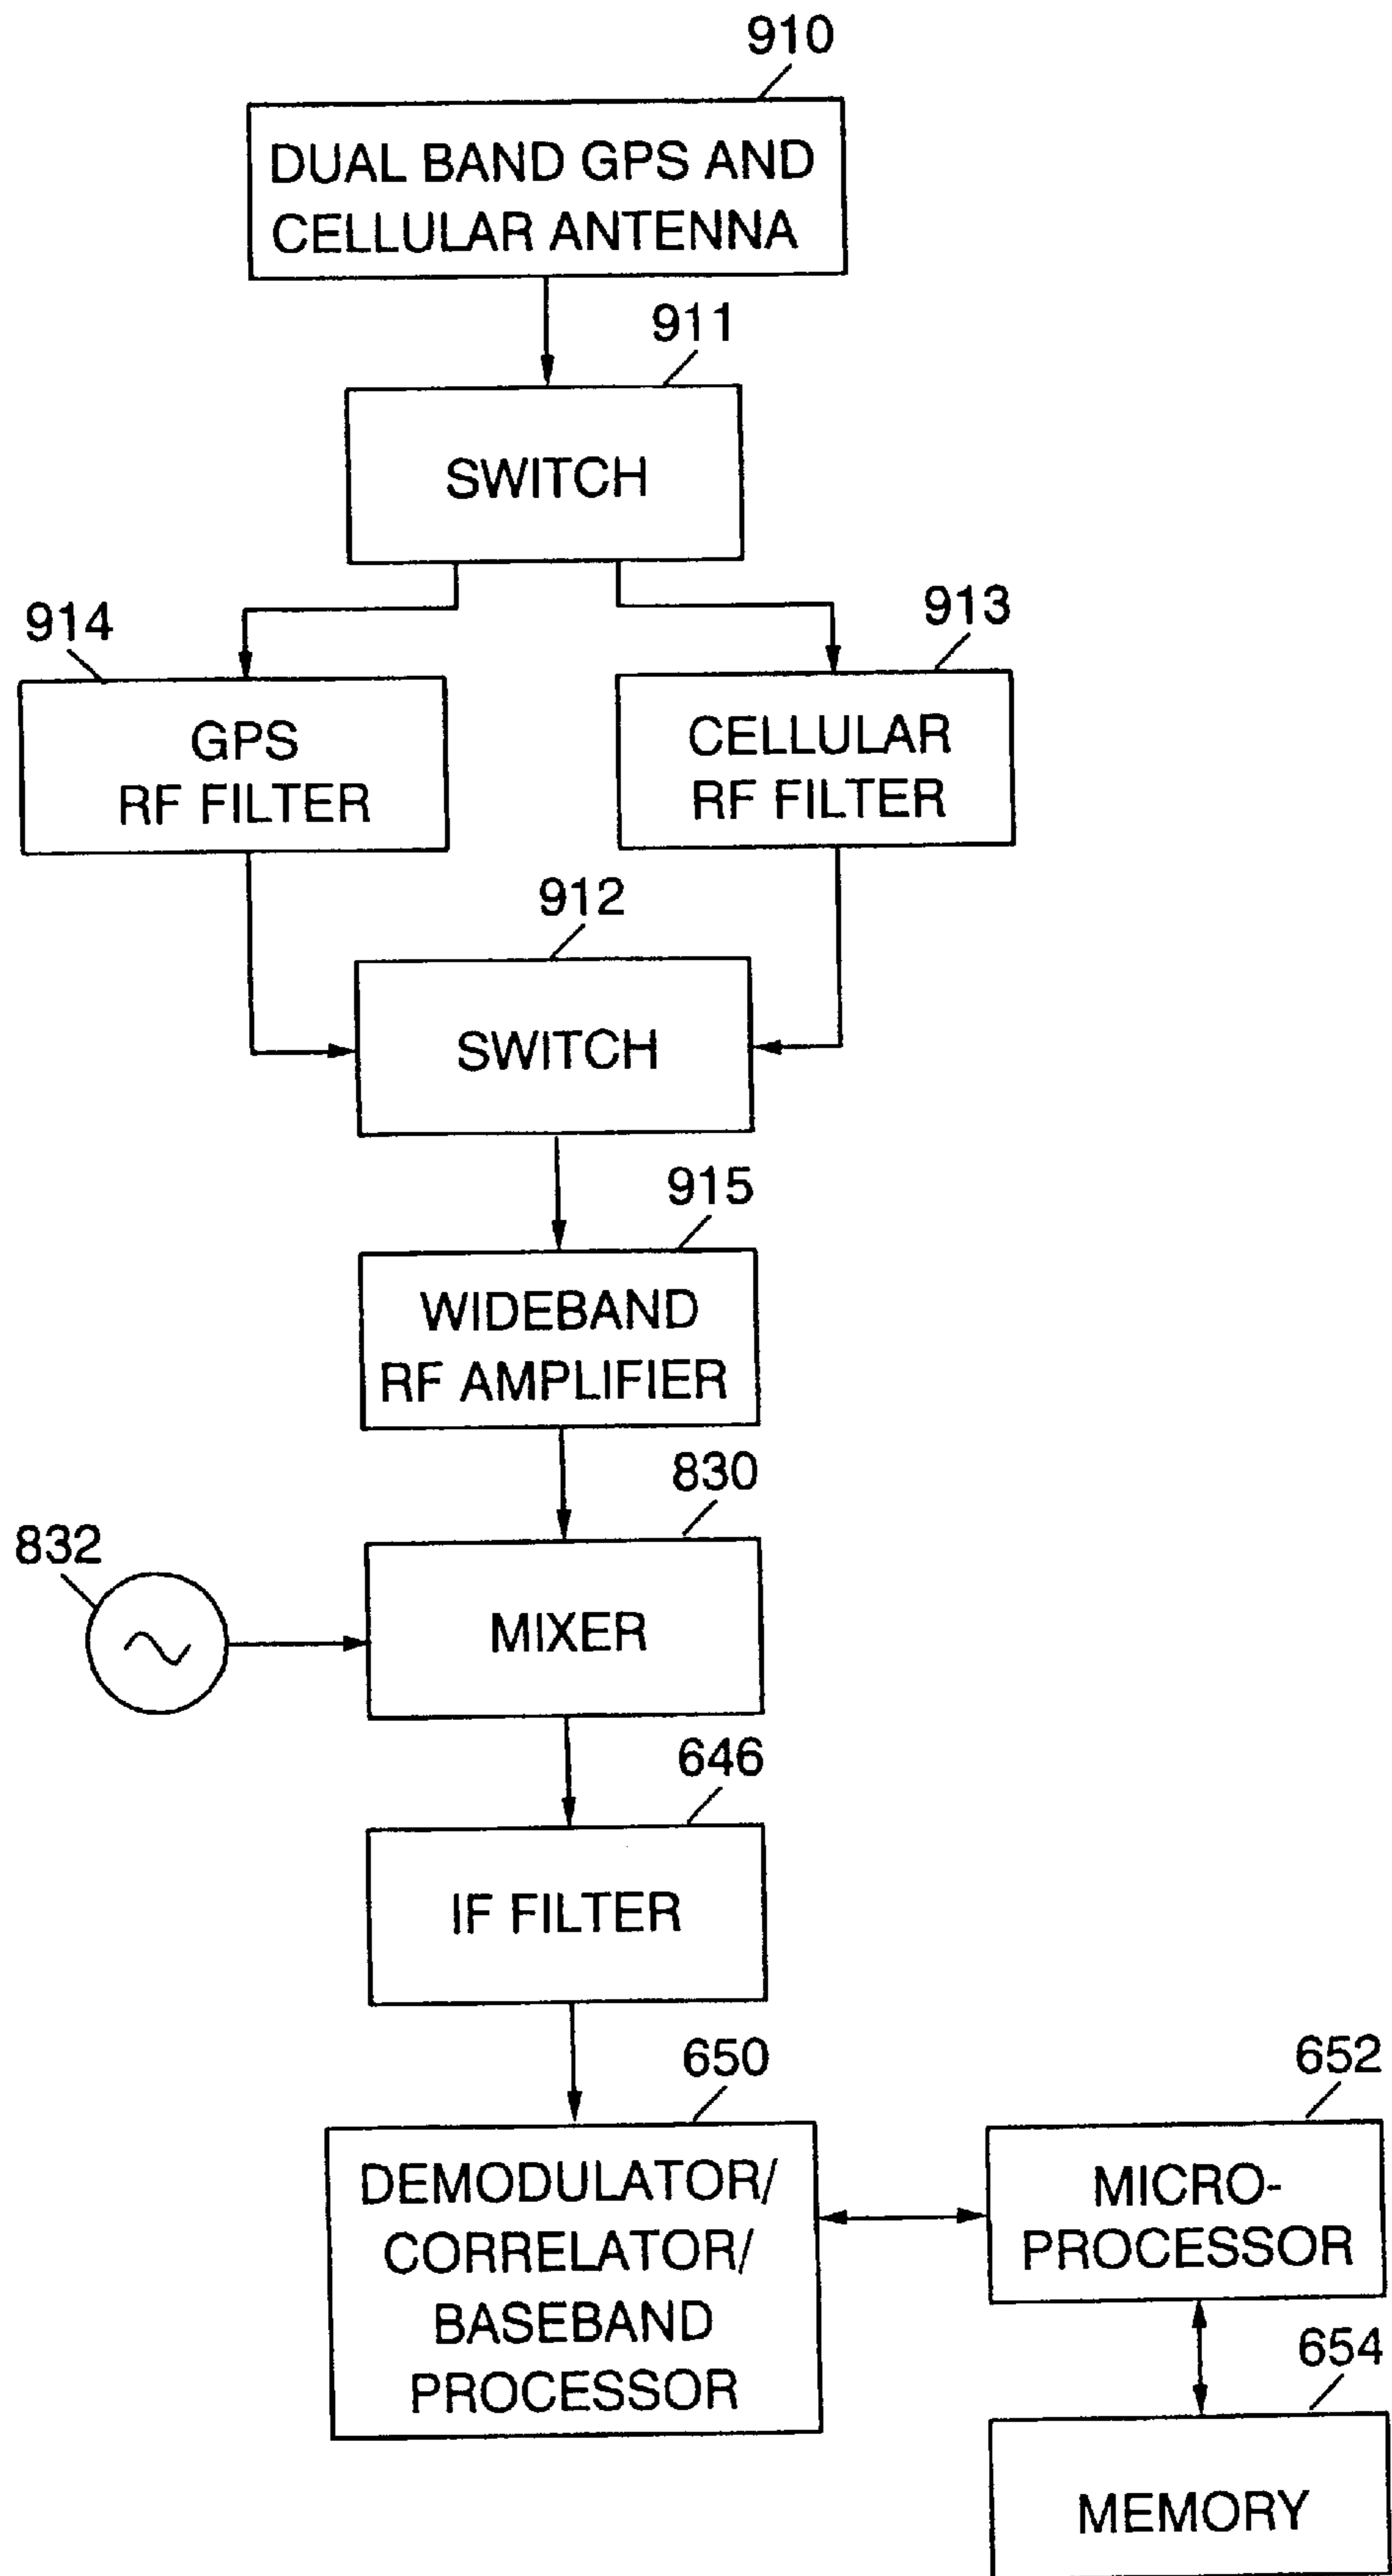 910
DUAL BAND GPS AND
CELLULAR ANTENNA
911
SWITCH
914
913
GPS
RF FILTER
CELLULAR
RF FILTER
912
SWITCH
915
WIDEBAND
RF AMPLIFIER
830
832
MIXER
646
IF FILTER
650
652
DEMODULATOR/
CORRELATOR/
BASEBAND
PROCESSOR
MICRO-
PROCESSOR
654
MEMORY